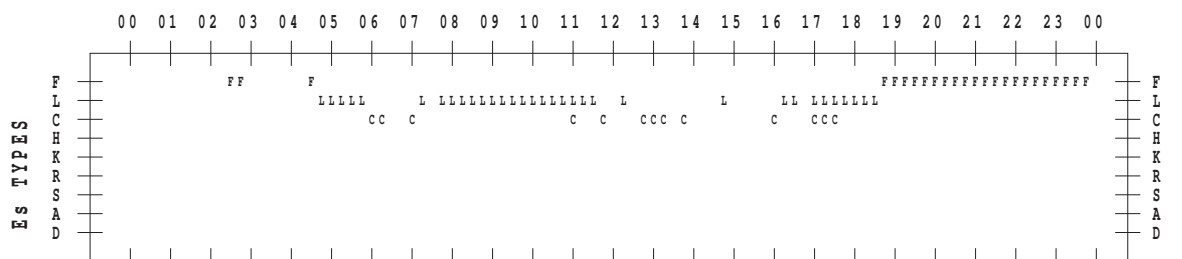 00 01 02 03 04 05 06 07 08 09 10 11 12 13 14 15 16 17 18 19 20 21 22 23 00
F FF F FFFFFFFFFFFFFFFFFFFFF F
L LLLLL L LLLLLLLLLLLLLLLL L L LL LLLLLLL L
C CC C C C CCC C C CCC C
H H
K K
R R
S S
A A
D D
Es TYPES